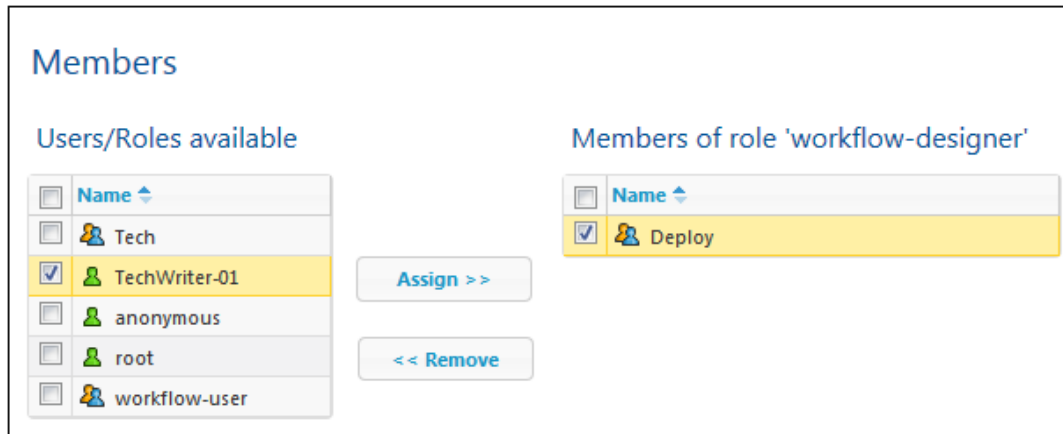 Members
Users/Roles available
Members of role 'workflow-designer'
Name
Name
Tech
Deploy
TechWriter-01
Assign >>
anonymous
root
<< Remove
workflow-user